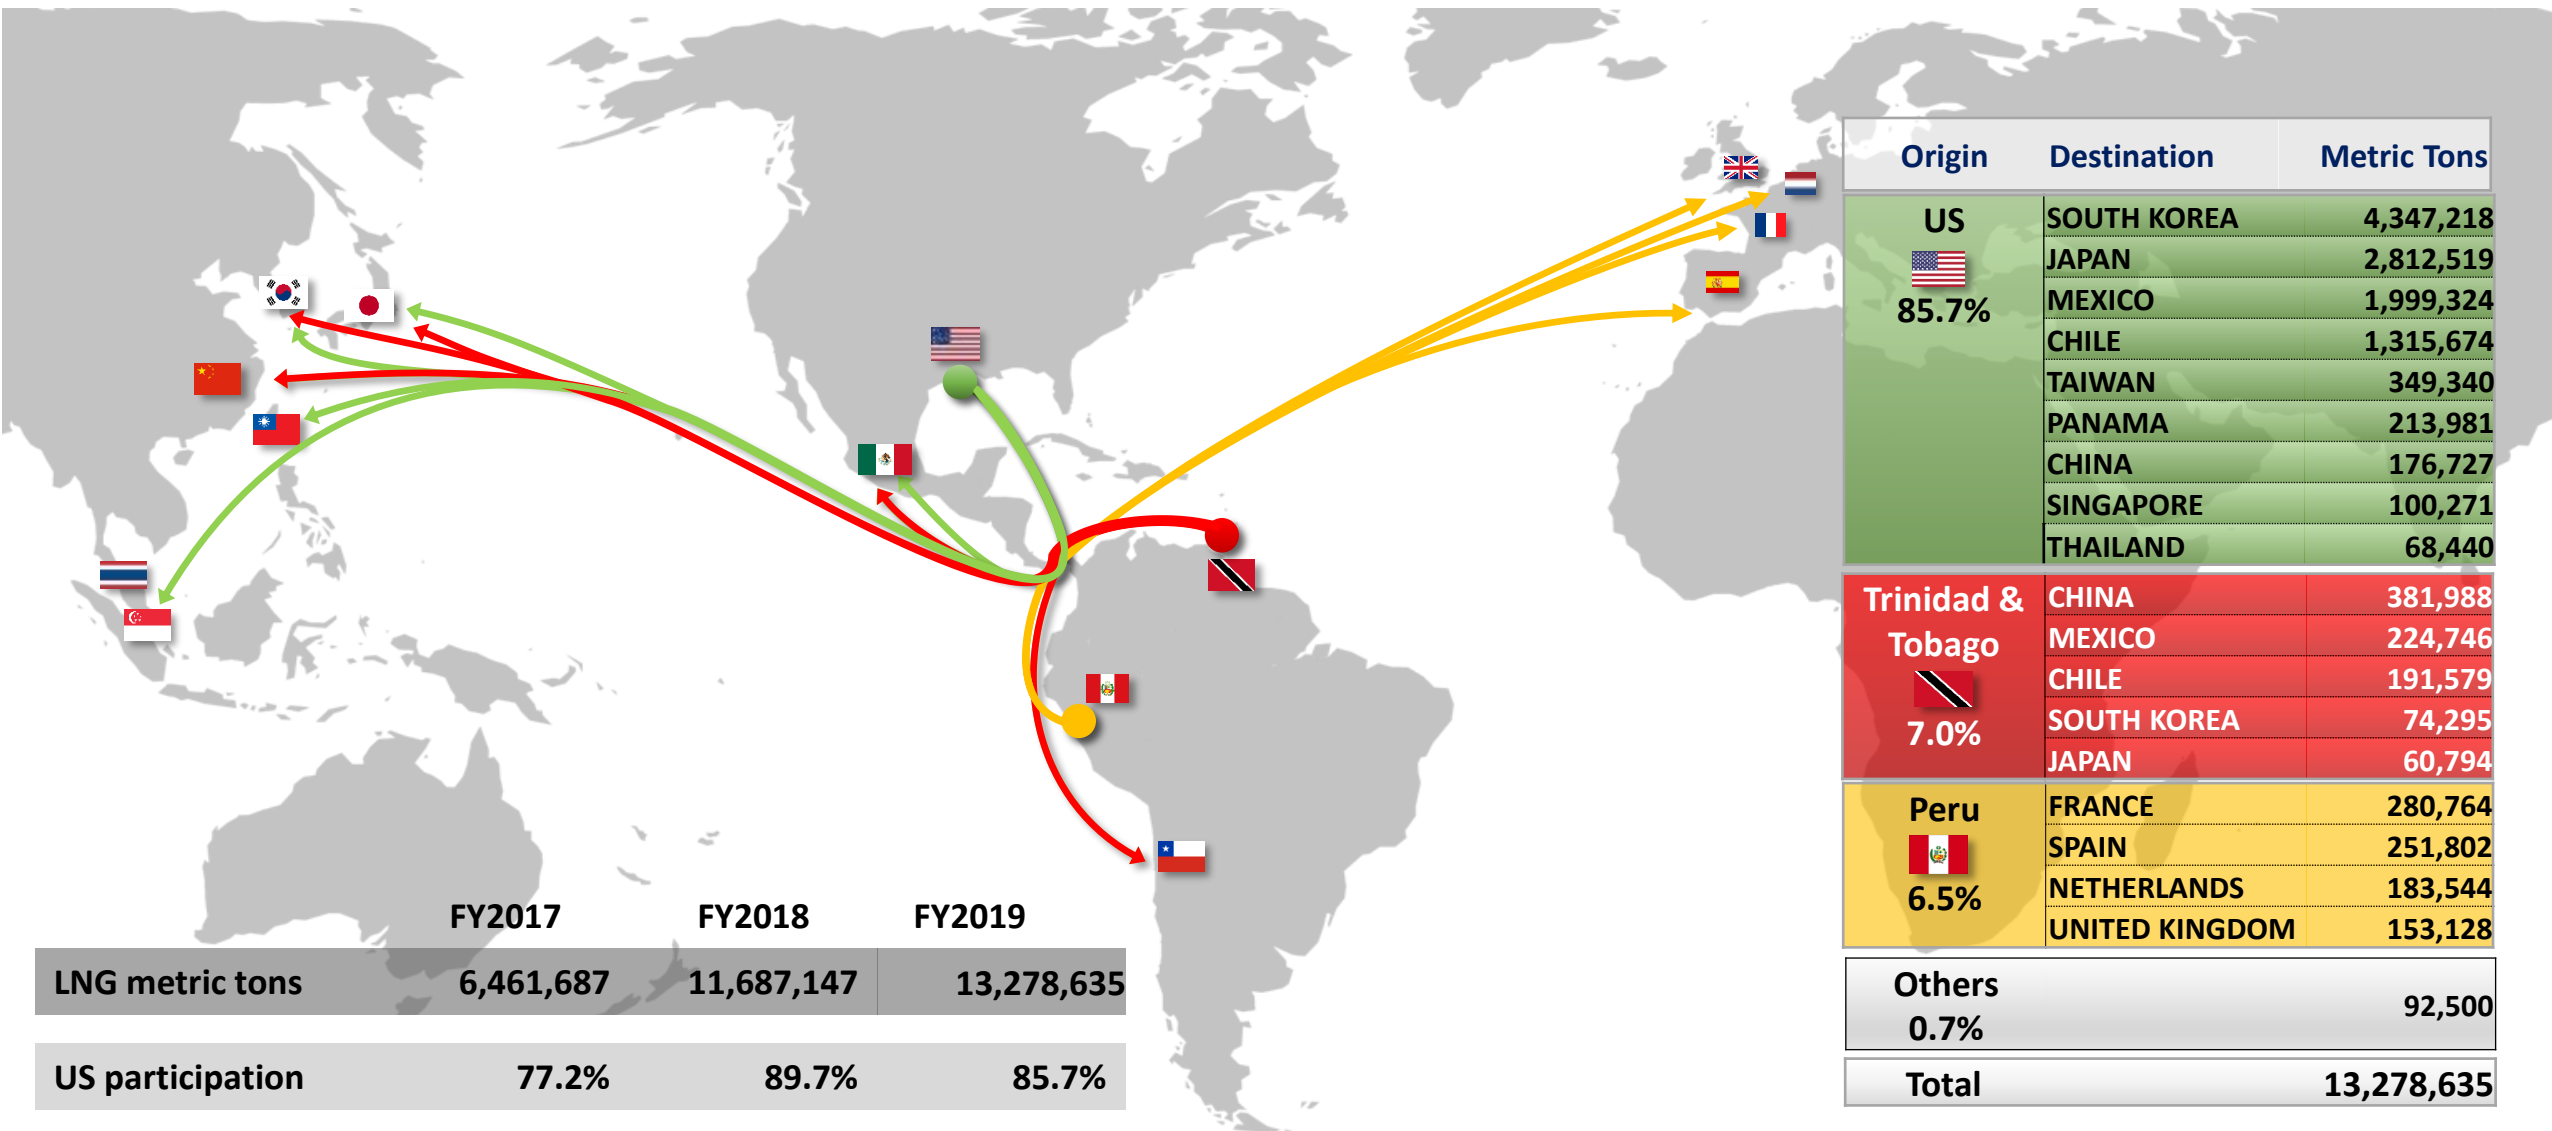 Origin Destination Metric Tons
US
85.7%
SOUTH KOREA 4,347,218
JAPAN 2,812,519
MEXICO 1,999,324
CHILE 1,315,674
TAIWAN 349,340
PANAMA 213,981
CHINA 176,727
SINGAPORE 100,271
THAILAND 68,440
Trinidad &
Tobago
7.0%
CHINA 381,988
MEXICO 224,746
CHILE 191,579
SOUTH KOREA 74,295
JAPAN 60,794
Peru
6.5%
FRANCE 280,764
SPAIN 251,802
NETHERLANDS 183,544
UNITED KINGDOM 153,128
Others
0.7%
92,500
Total 13,278,635
FY2017 FY2018 FY2019
LNG metric tons 6,461,687 11,687,147 13,278,635
US participation 77.2% 89.7% 85.7%